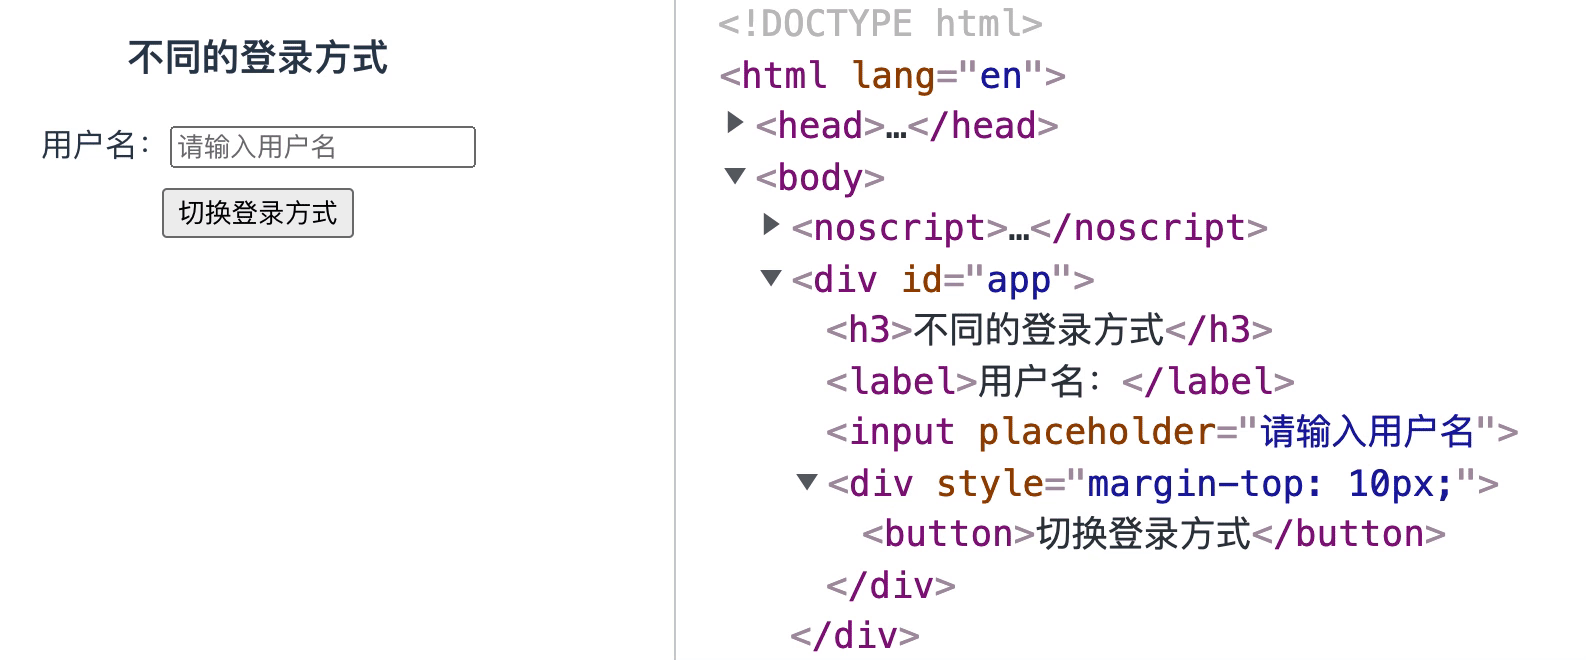 不同的登录方式
用户名：
请输入用户名
切换登录方式
<!DOCTYPE html>
<html lang="en">
<head>…</head>
<body>
<noscript>…</noscript>
<div id="app">
<h3>不同的登录方式</h3>
<label>用户名：</label>
<input placeholder="请输入用户名">
<div style="margin-top: 10px;">
<button>切换登录方式</button>
</div>
</div>